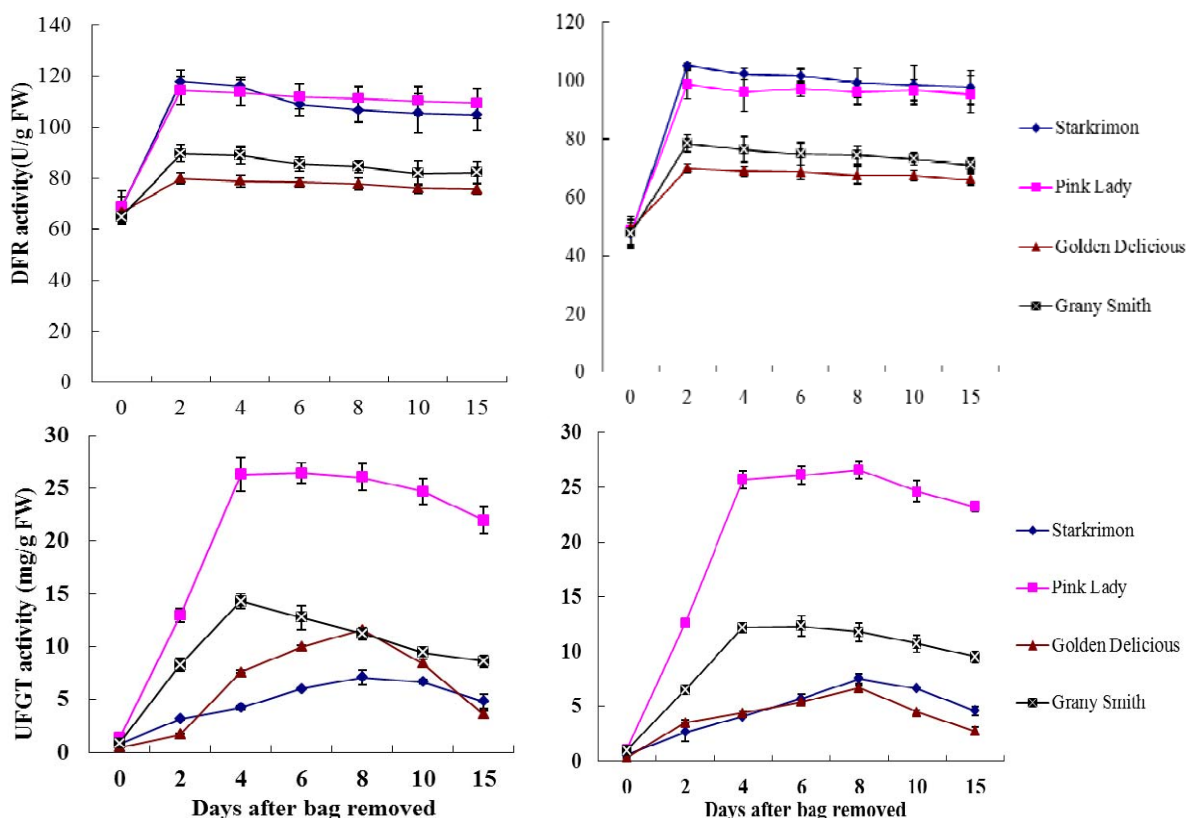 DFR activity(U/g FW)
140
120
100
80
60
40
20
0
0 2 4 6 8 10 15
120
100
80
60
40
20
0
0 2 4 6 8 10 15
Starkrimon
Pink Lady
Golden Delicious
Grany Smith
UFGT activity (mg/g FW)
30
25
20
15
10
5
0
0 2 4 6 8 10 15
Days after bag removed
30
25
20
15
10
5
0
0 2 4 6 8 10 15
Days after bag removed
Starkrimon
Pink Lady
Golden Delicious
Grany Smith